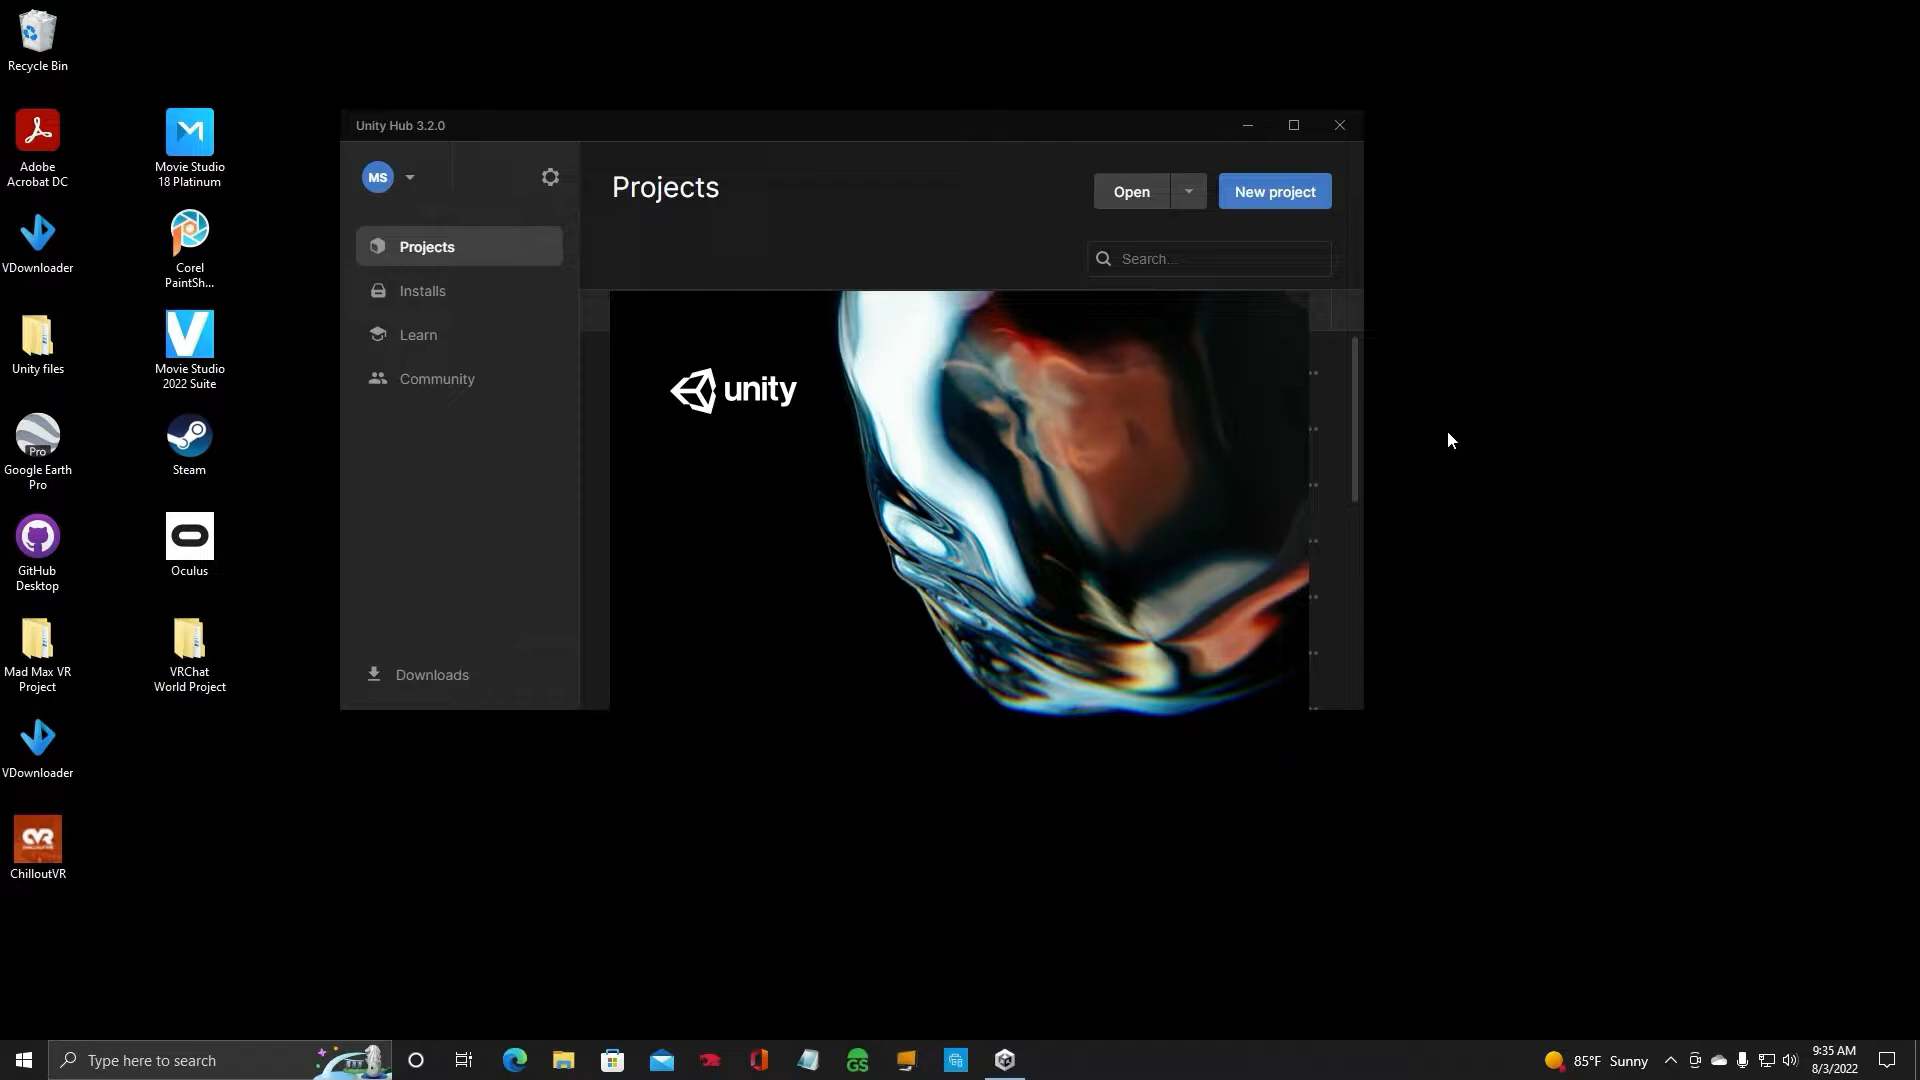 Recycle Bin
Adobe
Acrobat DC
Movie Studio
18 Platinum
VDownloader
Corel
PaintSh...
Unity files
Movie Studio
2022 Suite
Google Earth
Pro
Pro
Steam
GitHub
Desktop
Oculus
Mad Max VR
Project
VRChat
World Project
VDownloader
CVR
ChilloutVR
Unity Hub 3.2.0
MS
Projects
Installs
Learn
Community
Downloads
Projects
Open
New project
Search...
unity
Type here to search
GS
85°F Sunny
9:35 AM
8/3/2022